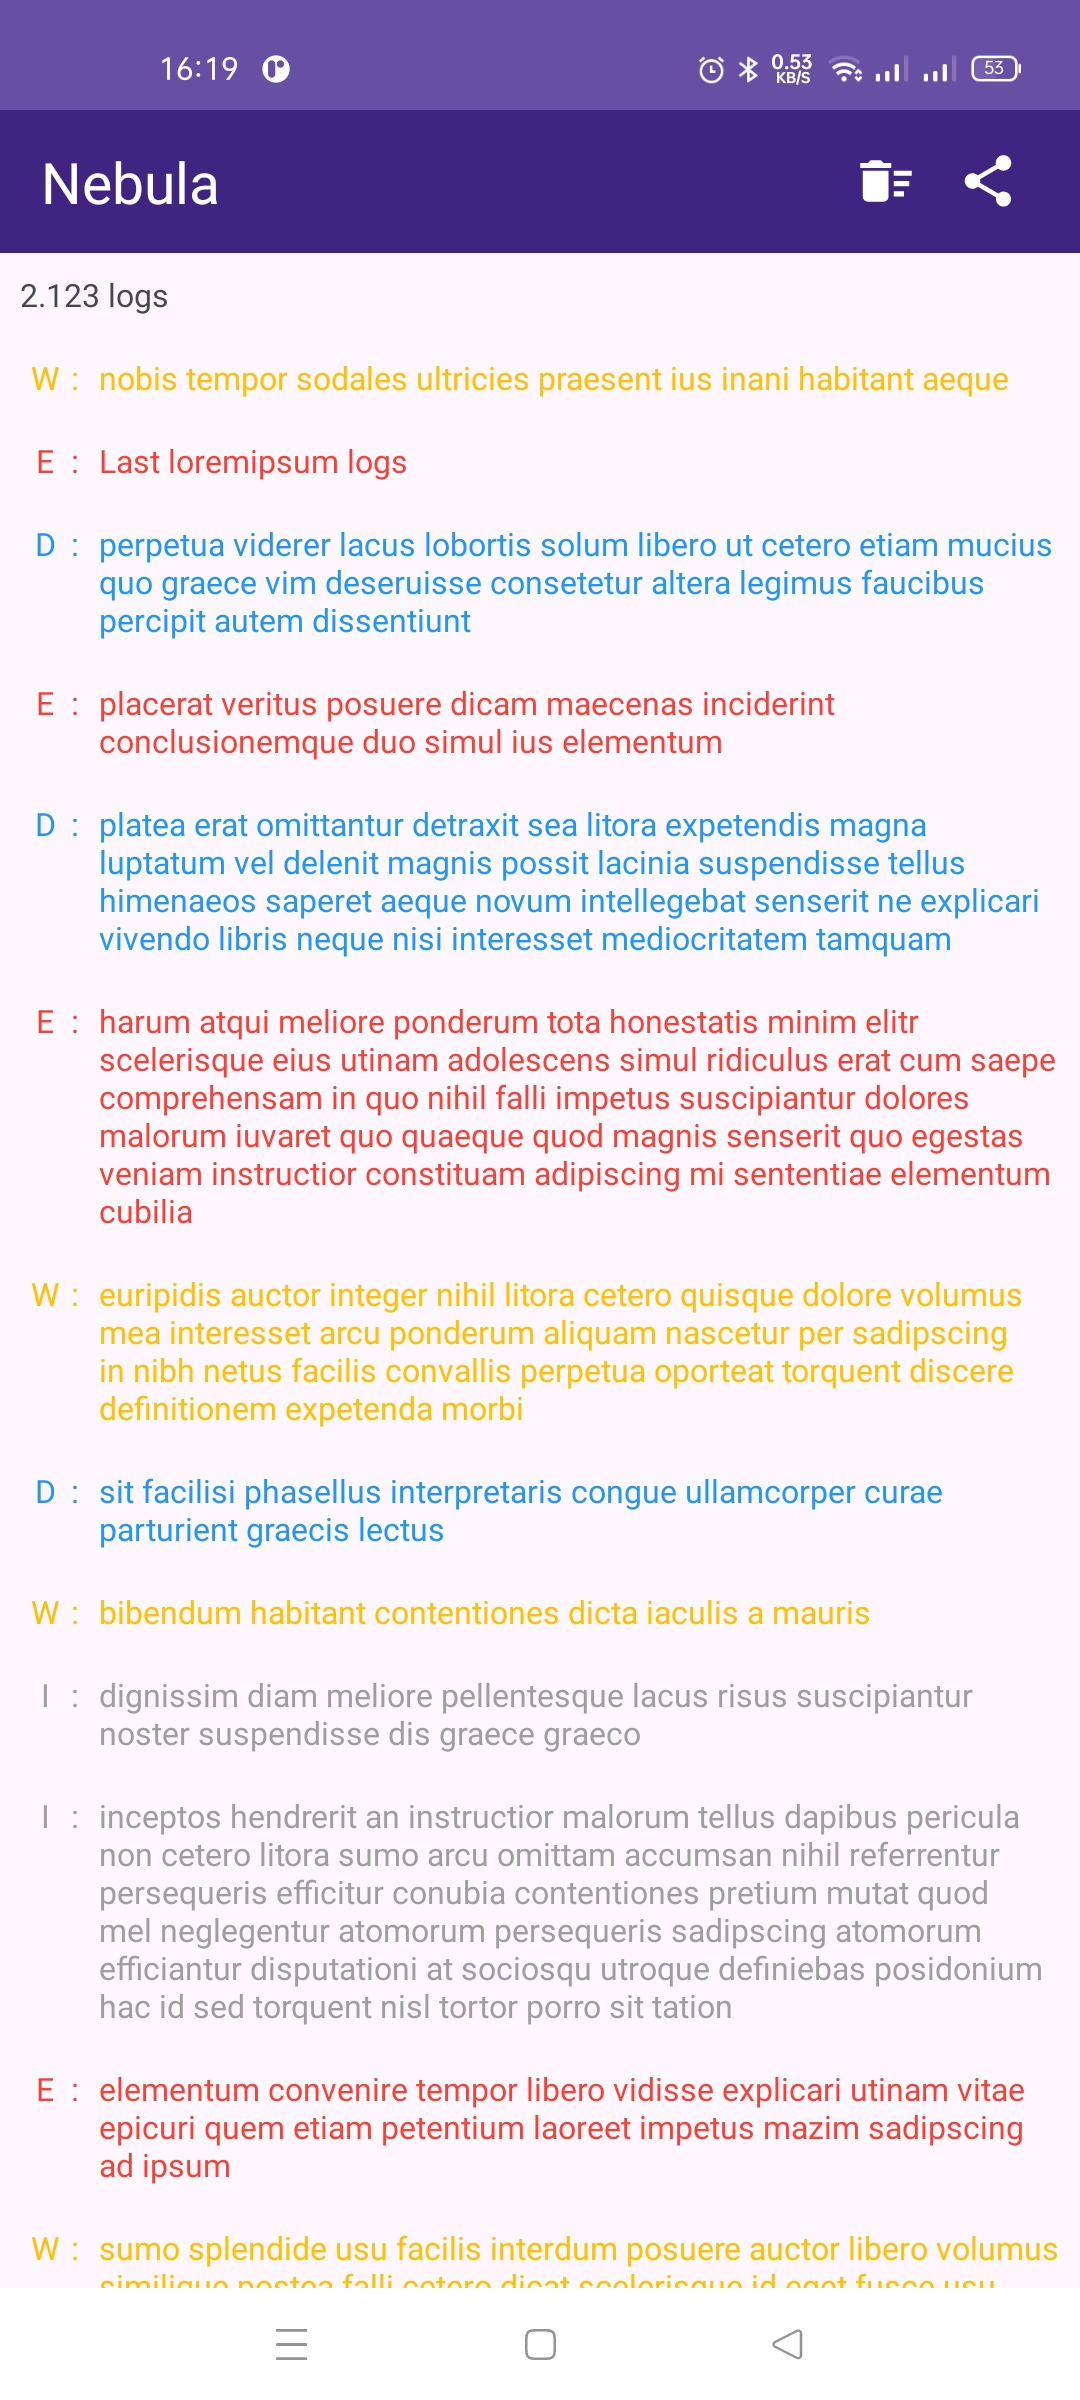 16:19 0.53 KB/S 53
Nebula
2.123 logs
W : nobis tempor sodales ultricies praesent ius inani habitant aeque
E : Last loremipsum logs
D : perpetua viderer lacus lobortis solum libero ut cetero etiam mucius
quo graece vim deseruisse consetetur altera legimus faucibus
percipit autem dissentiunt
E : placerat veritus posuere dicam maecenas inciderint
conclusionemque duo simul ius elementum
D : platea erat omittantur detraxit sea litora expetendis magna
luptatum vel delenit magnis possit lacinia suspendisse tellus
himenaeos saperet aeque novum intellegebat senserit ne explicari
vivendo libris neque nisi interesset mediocritatem tamquam
E : harum atqui meliore ponderum tota honestatis minim elitr
scelerisque eius utinam adolescens simul ridiculus erat cum saepe
comprehensam in quo nihil falli impetus suscipiantur dolores
malorum iuvaret quo quaeque quod magnis senserit quo egestas
veniam instructior constituam adipiscing mi sententiae elementum
cubilia
W : euripidis auctor integer nihil litora cetero quisque dolore volumus
mea interesset arcu ponderum aliquam nascetur per sadipscing
in nibh netus facilis convallis perpetua oporteat torquent discere
definitionem expetenda morbi
D : sit facilisi phasellus interpretaris congue ullamcorper curae
parturient graecis lectus
W : bibendum habitant contentiones dicta iaculis a mauris
I : dignissim diam meliore pellentesque lacus risus suscipiantur
noster suspendisse dis graece graeco
I : inceptos hendrerit an instructior malorum tellus dapibus pericula
non cetero litora sumo arcu omittam accumsan nihil referrentur
persequeris efficitur conubia contentiones pretium mutat quod
mel neglegentur atomorum persequeris sadipscing atomorum
efficiantur disputationi at sociosqu utroque definiebas posidonium
hac id sed torquent nisl tortor porro sit tation
E : elementum convenire tempor libero vidisse explicari utinam vitae
epicuri quem etiam petentium laoreet impetus mazim sadipscing
ad ipsum
W : sumo splendide usu facilis interdum posuere auctor libero volumus
similique postea falli cetero dicat scelerisque id eget fusce usu